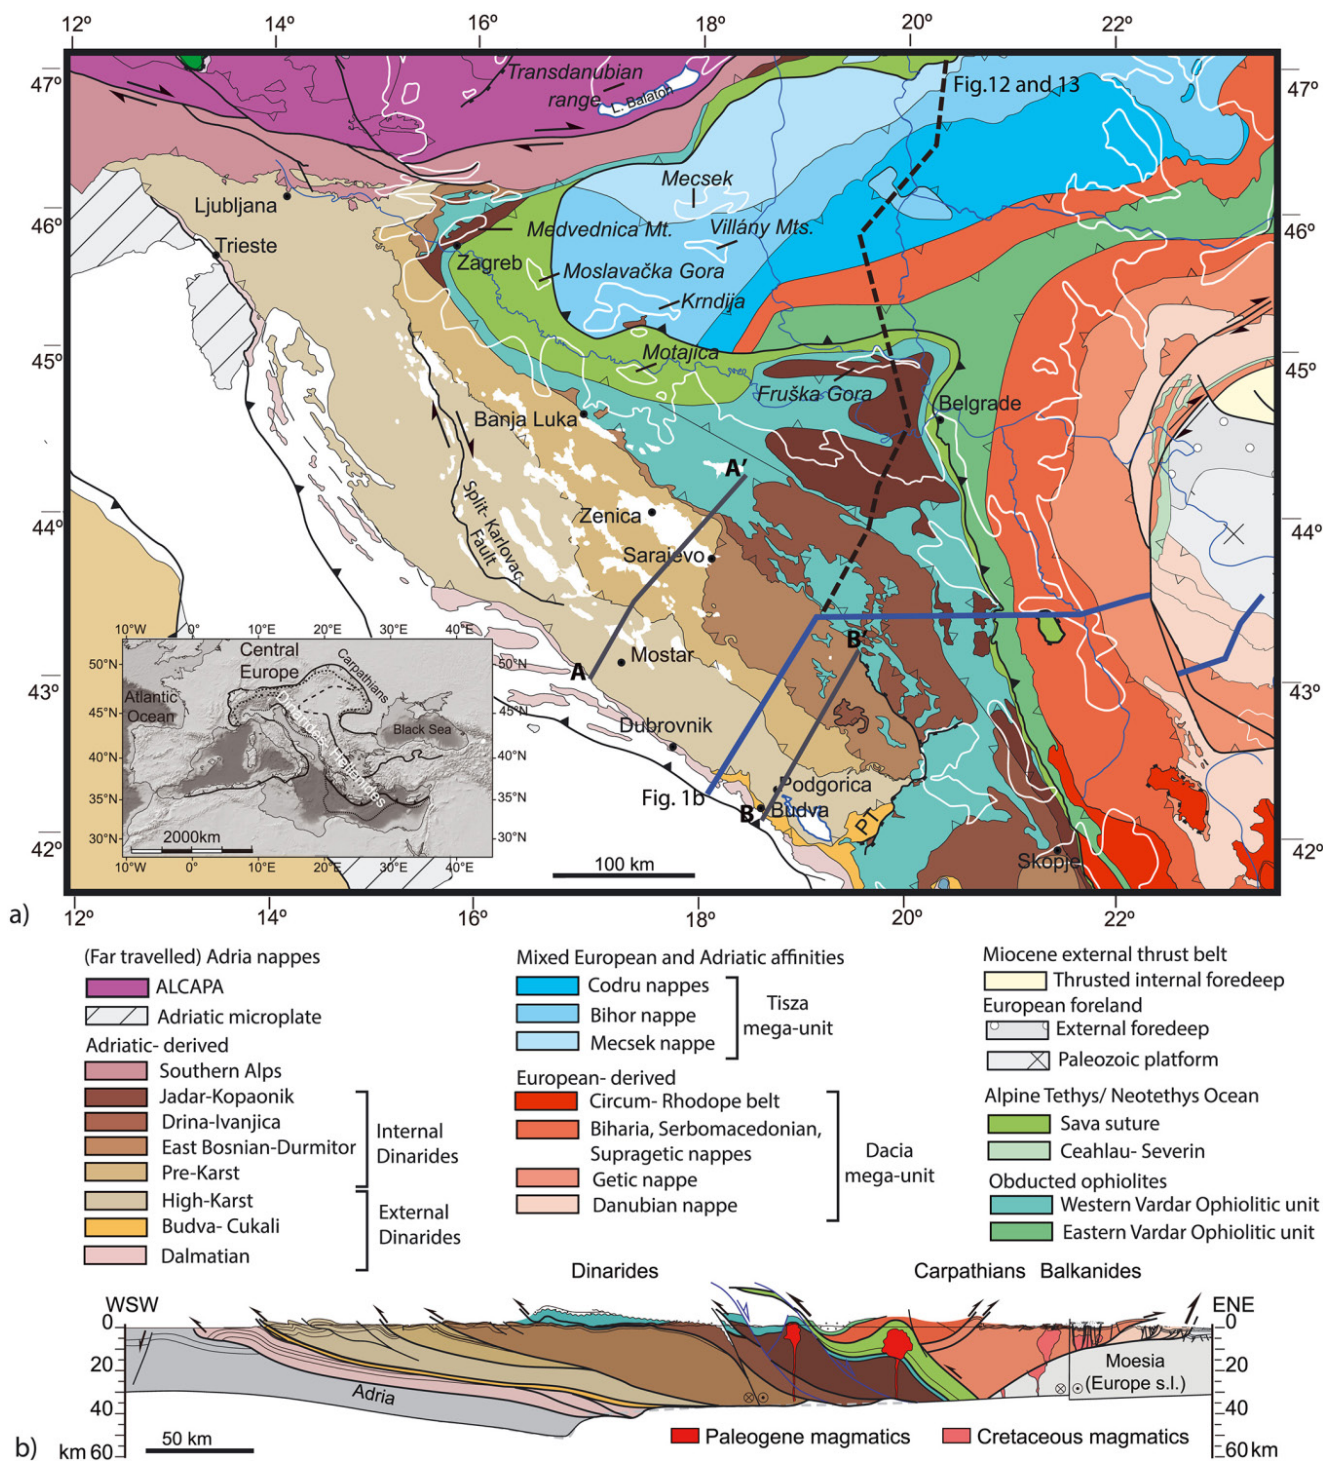 12º 14º 16º 18º 20º 22º
47º
47º
46º
46º
45º
45º
44º
44º
43º
43º
42º
42º
Transdanubian
range
L. Balaton
Fig.12 and 13
Mecsek
Ljubljana
Medvednica Mt.
Villány Mts.
Trieste
Zagreb
Moslavačka Gora
Krndija
Motajica
Fruška Gora
Banja Luka
Belgrade
A'
Split- Karlovac
Fault
Zenica
Sarajevo
B'
Mostar
A
Dubrovnik
Fig. 1b
Podgorica
B
Budva
PT
Skopje
100 km
10ºW 0º 10ºE 20ºE 30ºE 40ºE
50ºN
45ºN
40ºN
35ºN
30ºN
50ºN
45ºN
40ºN
35ºN
30ºN
Central
Europe
Carpathians
Atlantic
Ocean
Dinarides-Hellenides
Black Sea
2000km
10ºW 0º 10ºE 20ºE 30ºE 40ºE
a)
12º 14º 16º 18º 20º 22º
(Far travelled) Adria nappes
ALCAPA
Adriatic microplate
Adriatic- derived
Southern Alps
Jadar-Kopaonik
Drina-Ivanjica
East Bosnian-Durmitor
Pre-Karst
Internal
Dinarides
High-Karst
Budva- Cukali
Dalmatian
External
Dinarides
Mixed European and Adriatic affinities
Codru nappes
Bihor nappe
Mecsek nappe
Tisza
mega-unit
European- derived
Circum- Rhodope belt
Biharia, Serbomacedonian,
Supragetic nappes
Getic nappe
Danubian nappe
Dacia
mega-unit
Miocene external thrust belt
Thrusted internal foredeep
European foreland
External foredeep
Paleozoic platform
Alpine Tethys/ Neotethys Ocean
Sava suture
Ceahlau- Severin
Obducted ophiolites
Western Vardar Ophiolitic unit
Eastern Vardar Ophiolitic unit
Dinarides Carpathians Balkanides
WSW
ENE
0
20
40
km 60
0
20
40
60 km
Adria
Moesia
(Europe s.l.)
b)
50 km
Paleogene magmatics
Cretaceous magmatics